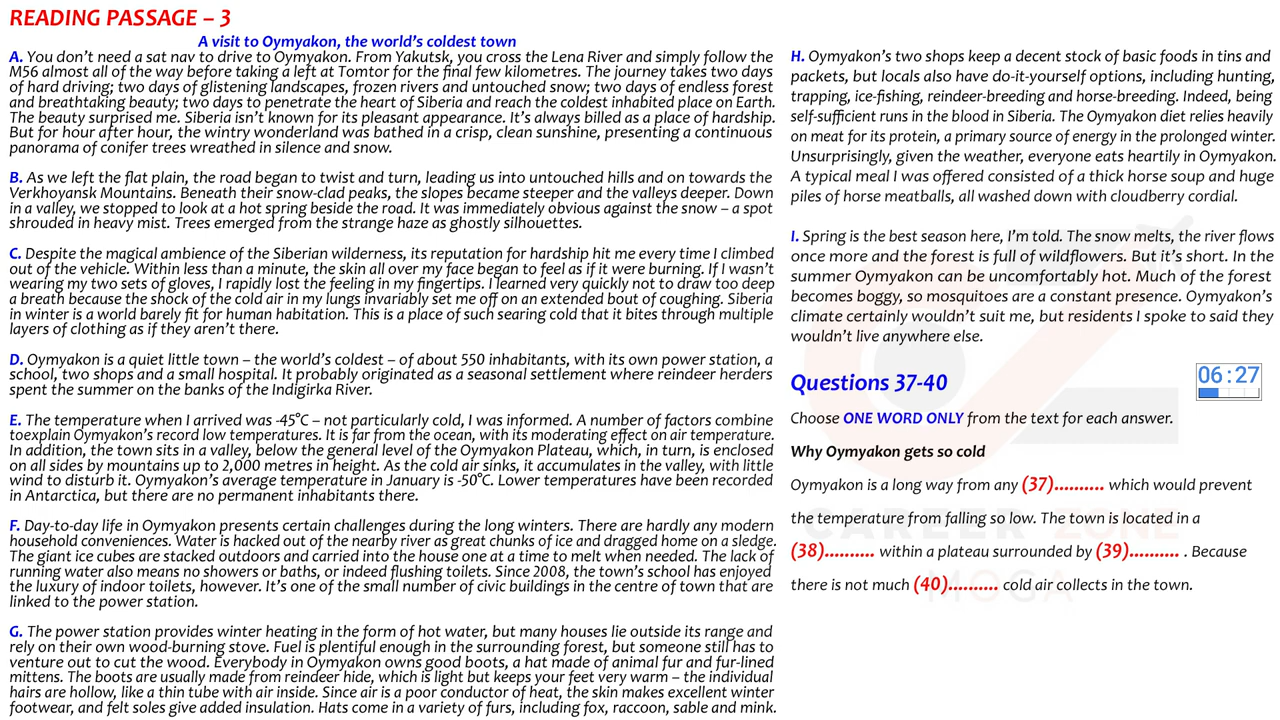 READING PASSAGE – 3
A visit to Oymyakon, the world's coldest town
A. You don't need a sat nav to drive to Oymyakon. From Yakutsk, you cross the Lena River and simply follow the
M56 almost all of the way before taking a left at Tomtor for the final few kilometres. The journey takes two days
of hard driving; two days of glistening landscapes, frozen rivers and untouched snow; two days of endless forest
and breathtaking beauty; two days to penetrate the heart of Siberia and reach the coldest inhabited place on Earth.
The beauty surprised me. Siberia isn't known for its pleasant appearance. It's always billed as a place of hardship.
But for hour after hour, the wintry wonderland was bathed in a crisp, clean sunshine, presenting a continuous
panorama of conifer trees wreathed in silence and snow.
B. As we left the flat plain, the road began to twist and turn, leading us into untouched hills and on towards the
Verkhoyansk Mountains. Beneath their snow-clad peaks, the slopes became steeper and the valleys deeper. Down
in a valley, we stopped to look at a hot spring beside the road. It was immediately obvious against the snow – a spot
shrouded in heavy mist. Trees emerged from the strange haze as ghostly silhouettes.
C. Despite the magical ambience of the Siberian wilderness, its reputation for hardship hit me every time I climbed
out of the vehicle. Within less than a minute, the skin all over my face began to feel as if it were burning. If I wasn't
wearing my two sets of gloves, I rapidly lost the feeling in my fingertips. I learned very quickly not to draw too deep
a breath because the shock of the cold air in my lungs invariably set me off on an extended bout of coughing. Siberia
in winter is a world barely fit for human habitation. This is a place of such searing cold that it bites through multiple
layers of clothing as if they aren't there.
D. Oymyakon is a quiet little town – the world's coldest – of about 550 inhabitants, with its own power station, a
school, two shops and a small hospital. It probably originated as a seasonal settlement where reindeer herders
spent the summer on the banks of the Indigirka River.
E. The temperature when I arrived was -45°C – not particularly cold, I was informed. A number of factors combine
toexplain Oymyakon's record low temperatures. It is far from the ocean, with its moderating effect on air temperature.
In addition, the town sits in a valley, below the general level of the Oymyakon Plateau, which, in turn, is enclosed
on all sides by mountains up to 2,000 metres in height. As the cold air sinks, it accumulates in the valley, with little
wind to disturb it. Oymyakon's average temperature in January is -50°C. Lower temperatures have been recorded
in Antarctica, but there are no permanent inhabitants there.
F. Day-to-day life in Oymyakon presents certain challenges during the long winters. There are hardly any modern
household conveniences. Water is hacked out of the nearby river as great chunks of ice and dragged home on a sledge.
The giant ice cubes are stacked outdoors and carried into the house one at a time to melt when needed. The lack of
running water also means no showers or baths, or indeed flushing toilets. Since 2008, the town's school has enjoyed
the luxury of indoor toilets, however. It's one of the small number of civic buildings in the centre of town that are
linked to the power station.
G. The power station provides winter heating in the form of hot water, but many houses lie outside its range and
rely on their own wood-burning stove. Fuel is plentiful enough in the surrounding forest, but someone still has to
venture out to cut the wood. Everybody in Oymyakon owns good boots, a hat made of animal fur and fur-lined
mittens. The boots are usually made from reindeer hide, which is light but keeps your feet very warm – the individual
hairs are hollow, like a thin tube with air inside. Since air is a poor conductor of heat, the skin makes excellent winter
footwear, and felt soles give added insulation. Hats come in a variety of furs, including fox, raccoon, sable and mink.
H. Oymyakon's two shops keep a decent stock of basic foods in tins and
packets, but locals also have do-it-yourself options, including hunting,
trapping, ice-fishing, reindeer-breeding and horse-breeding. Indeed, being
self-sufficient runs in the blood in Siberia. The Oymyakon diet relies heavily
on meat for its protein, a primary source of energy in the prolonged winter.
Unsurprisingly, given the weather, everyone eats heartily in Oymyakon.
A typical meal I was offered consisted of a thick horse soup and huge
piles of horse meatballs, all washed down with cloudberry cordial.
I. Spring is the best season here, I'm told. The snow melts, the river flows
once more and the forest is full of wildflowers. But it's short. In the
summer Oymyakon can be uncomfortably hot. Much of the forest
becomes boggy, so mosquitoes are a constant presence. Oymyakon's
climate certainly wouldn't suit me, but residents I spoke to said they
wouldn't live anywhere else.
Questions 37-40
06:27
Choose ONE WORD ONLY from the text for each answer.
Why Oymyakon gets so cold
Oymyakon is a long way from any (37).......... which would prevent
the temperature from falling so low. The town is located in a
CAREER ZONE
(38).......... within a plateau surrounded by (39).......... . Because
there is not much (40).......... cold air collects in the town.
MOGA